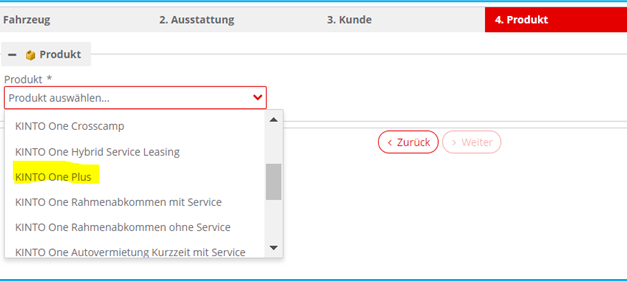 Fahrzeug 2. Ausstattung 3. Kunde 4. Produkt
Produkt
Produkt *
Produkt auswählen...
KINTO One Crosscamp
Zurück Weiter
KINTO One Hybrid Service Leasing
KINTO One Plus
KINTO One Rahmenabkommen mit Service
KINTO One Rahmenabkommen ohne Service
KINTO One Autovermietung Kurzzeit mit Service